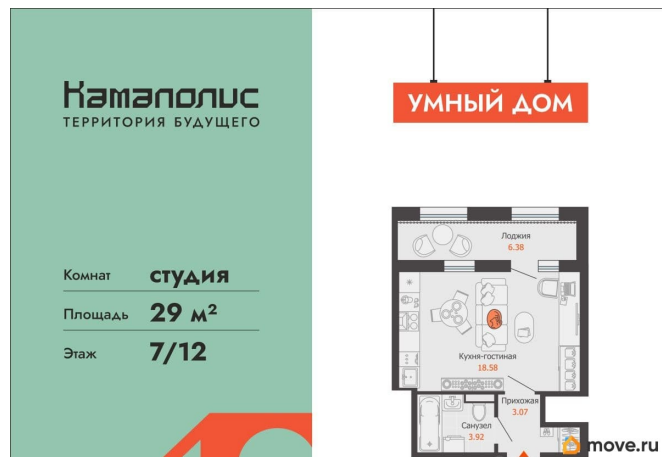 Камаполис
ТЕРРИТОРИЯ БУДУЩЕГО
Комнат студия
Площадь 29 м²
Этаж 7/12
УМНЫЙ ДОМ
Лоджия
6.38
Кухня-гостиная
18.58
Прихожая
3.07
Санузел
3.92
move.ru